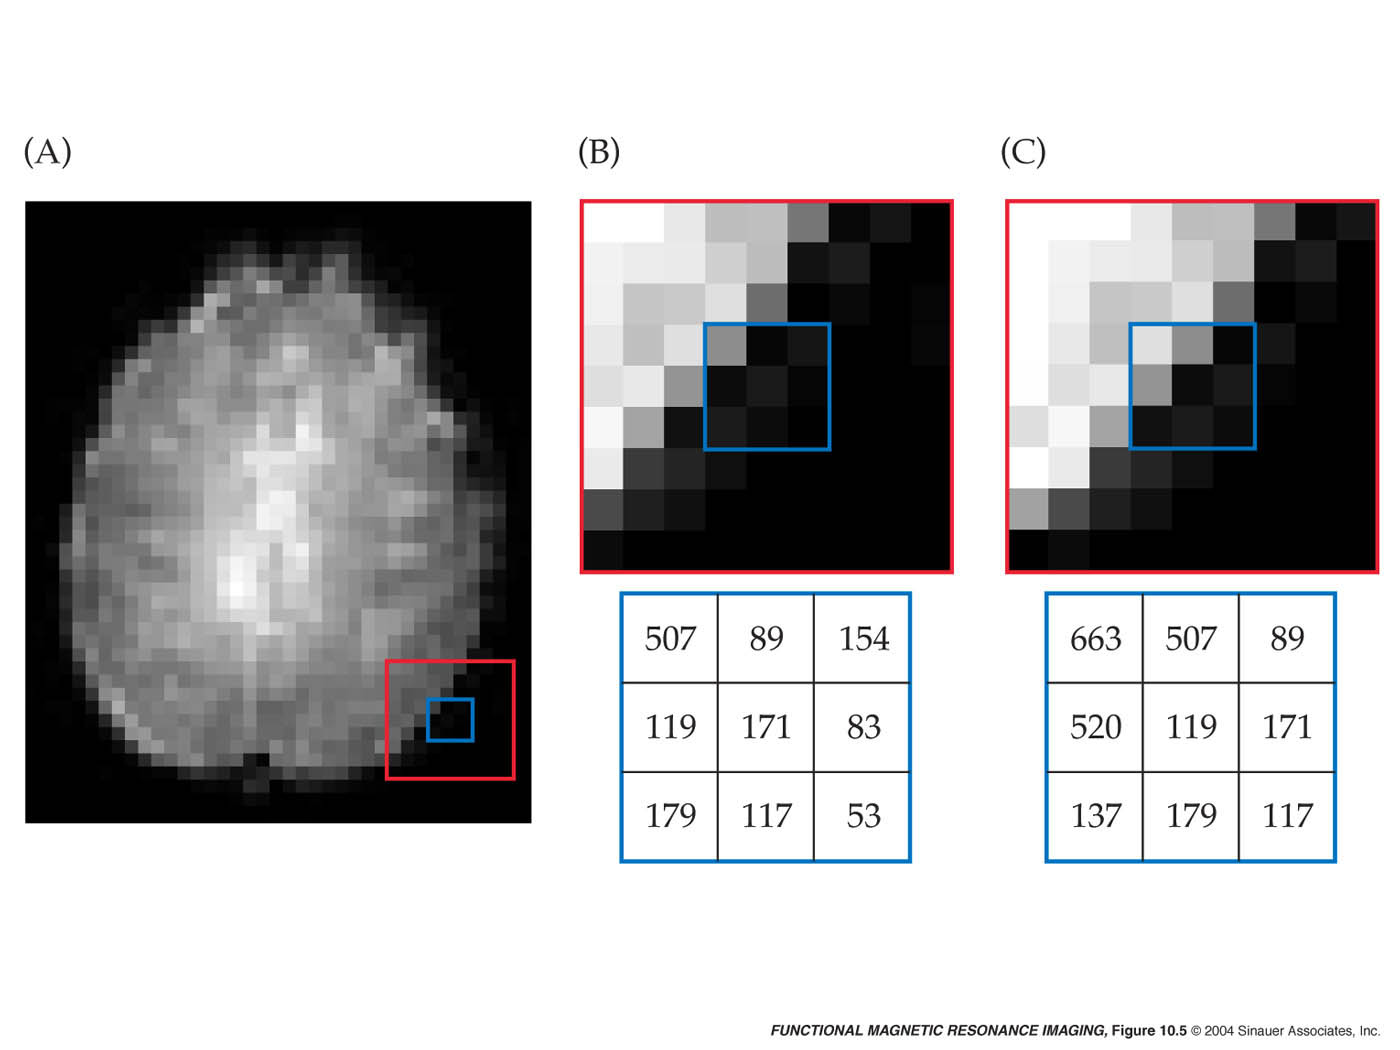 (A)
(B)
(C)
507 89 154
119 171 83
179 117 53
663 507 89
520 119 171
137 179 117
FUNCTIONAL MAGNETIC RESONANCE IMAGING, Figure 10.5 © 2004 Sinauer Associates, Inc.